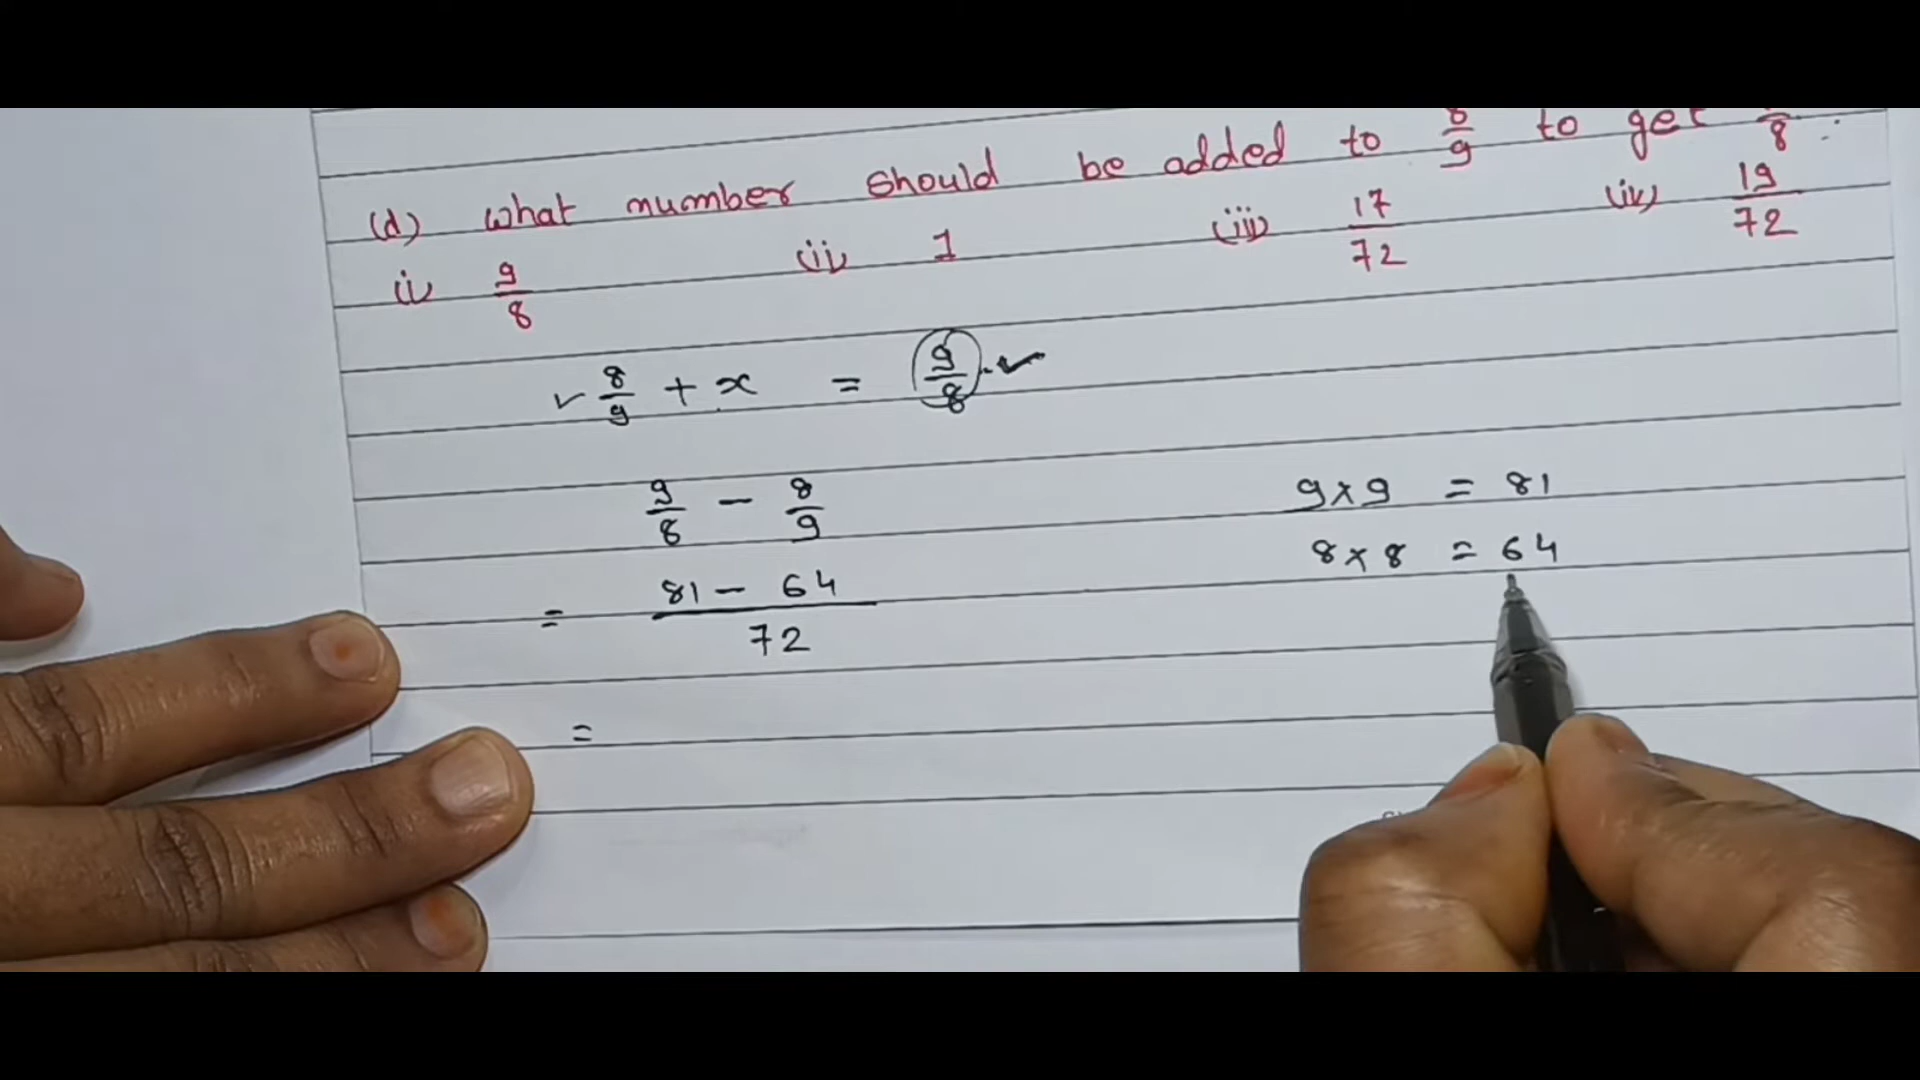 (d) what number should be added to 8/9 to get 9/8 :
(i) 9/8 (ii) 1 (iii) 17/72 (iv) 19/72
✓ 8/9 + x = 9/8 . ✓
9/8 - 8/9
9 x 9 = 81
8 x 8 = 64
= 81 - 64 / 72
=